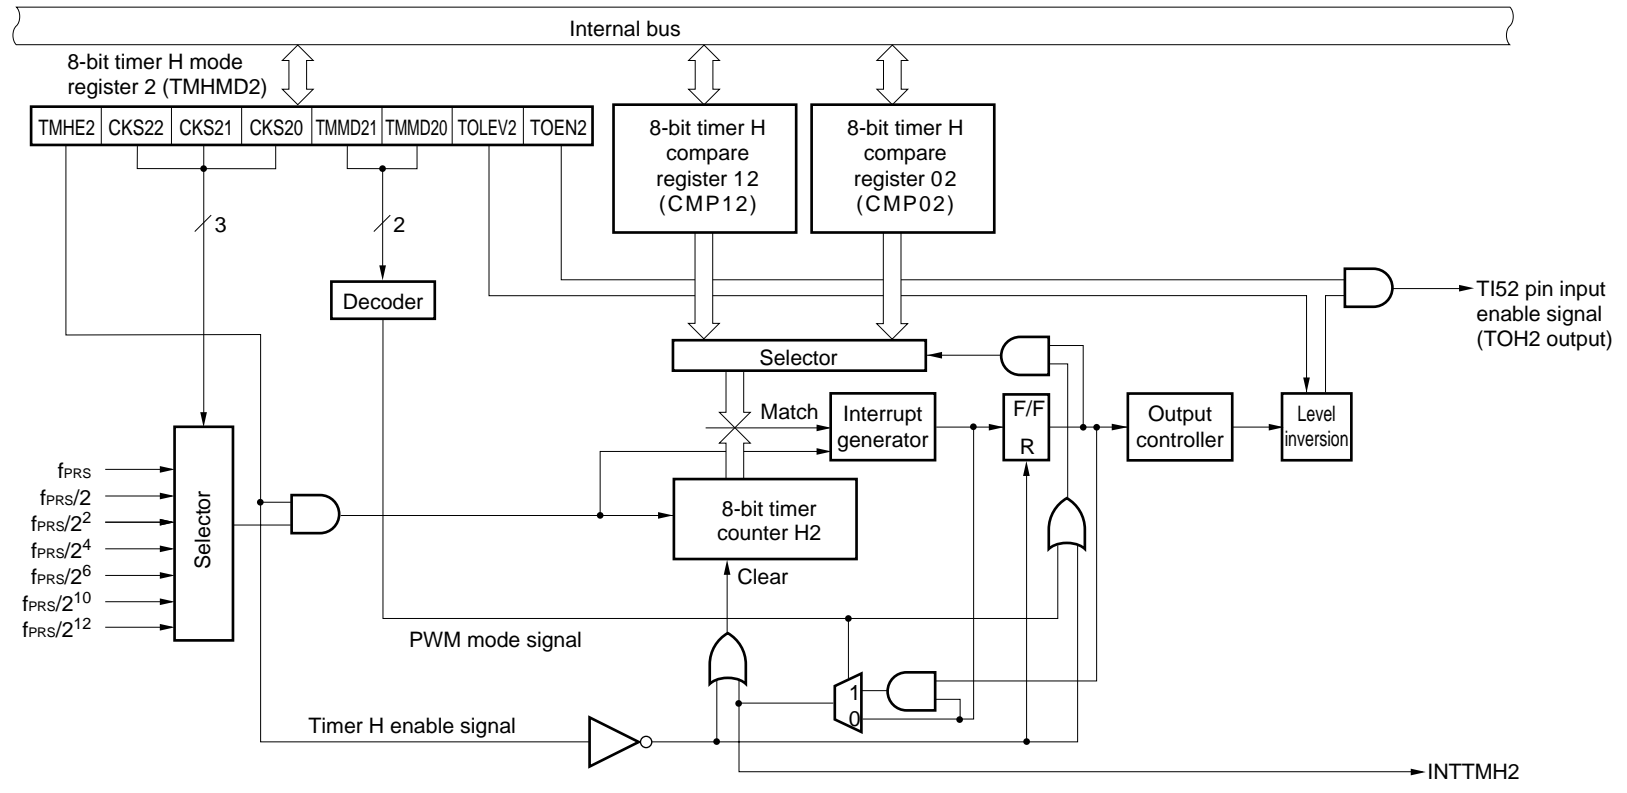 Internal bus
8-bit timer H mode
register 2 (TMHMD2)
TMHE2 CKS22 CKS21 CKS20 TMMD21 TMMD20 TOLEV2 TOEN2
8-bit timer H
compare
register 12
(CMP12)
8-bit timer H
compare
register 02
(CMP02)
3
2
Decoder
TI52 pin input
enable signal
(TOH2 output)
Selector
Match
Interrupt
generator
F/F
R
Output
controller
Level
inversion
fPRS
fPRS/2
fPRS/2²
fPRS/2⁴
fPRS/2⁶
fPRS/2¹⁰
fPRS/2¹²
Selector
8-bit timer
counter H2
Clear
PWM mode signal
1
0
Timer H enable signal
INTTMH2